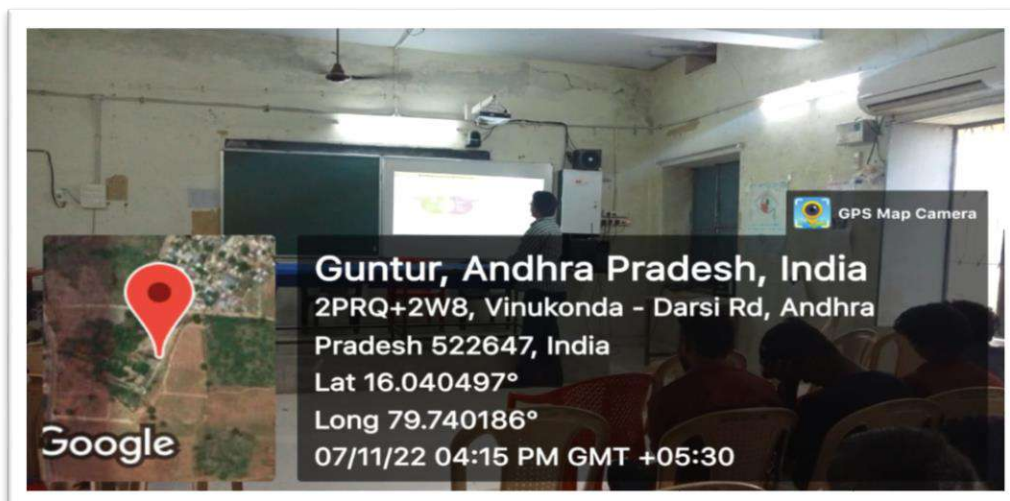 GPS Map Camera
Guntur, Andhra Pradesh, India
2PRQ+2W8, Vinukonda - Darsi Rd, Andhra
Pradesh 522647, India
Lat 16.040497°
Long 79.740186°
07/11/22 04:15 PM GMT +05:30
Google